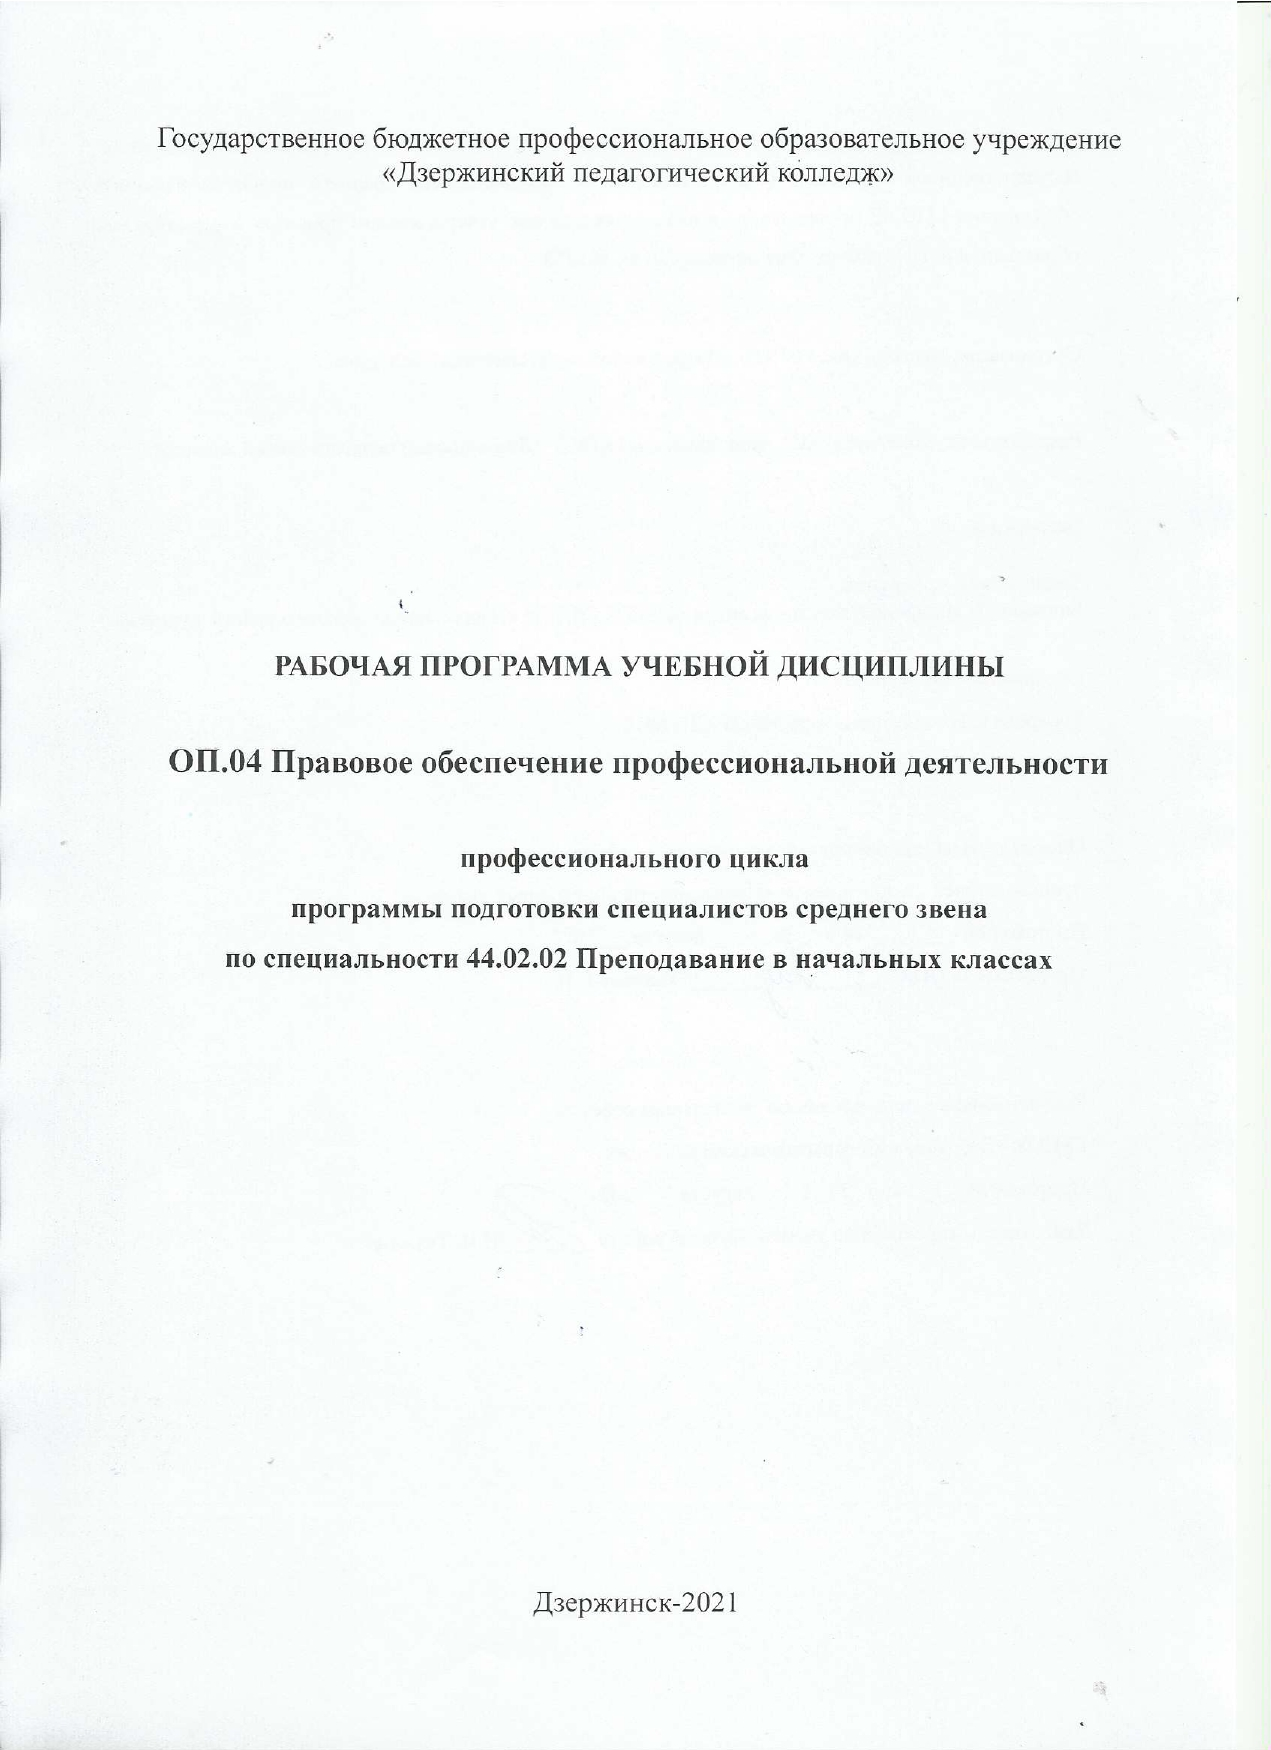 Государственное бюджетное профессиональное образовательное учреждение
«Дзержинский педагогический колледж»
РАБОЧАЯ ПРОГРАММА УЧЕБНОЙ ДИСЦИПЛИНЫ
ОП.04 Правовое обеспечение профессиональной деятельности
профессионального цикла
программы подготовки специалистов среднего звена
по специальности 44.02.02 Преподавание в начальных классах
Дзержинск-2021